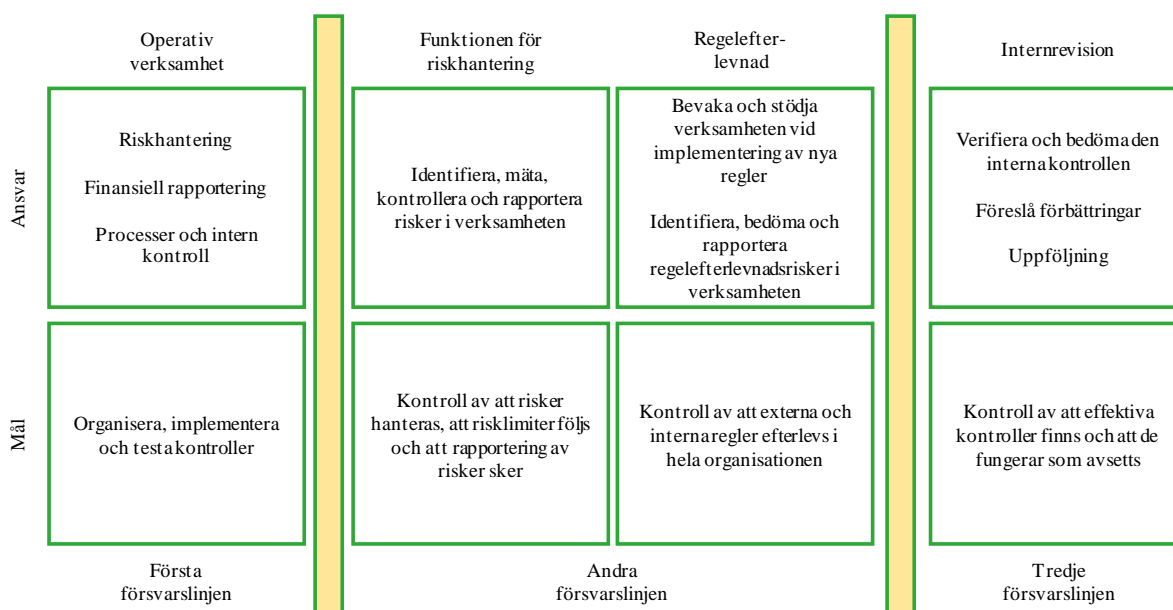 Operativ
verksamhet
Funktionen för
riskhantering
Regelefter-
levnad
Internrevision
Ansvar
Riskhantering
Finansiell rapportering
Processer och intern
kontroll
Identifiera, mäta,
kontrollera och rapportera
risker i verksamheten
Bevaka och stödja
verksamheten vid
implementering av nya
regler
Identifiera, bedöma och
rapportera
regelefterlevnadsrisker i
verksamheten
Verifiera och bedöma den
interna kontrollen
Föreslå förbättringar
Uppföljning
Mål
Organisera, implementera
och testa kontroller
Kontroll av att risker
hanteras, att risklimiter följs
och att rapportering av
risker sker
Kontroll av att externa och
interna regler efterlevs i
hela organisationen
Kontroll av att effektiva
kontroller finns och att de
fungerar som avsetts
Första
försvarslinjen
Andra
försvarslinjen
Tredje
försvarslinjen